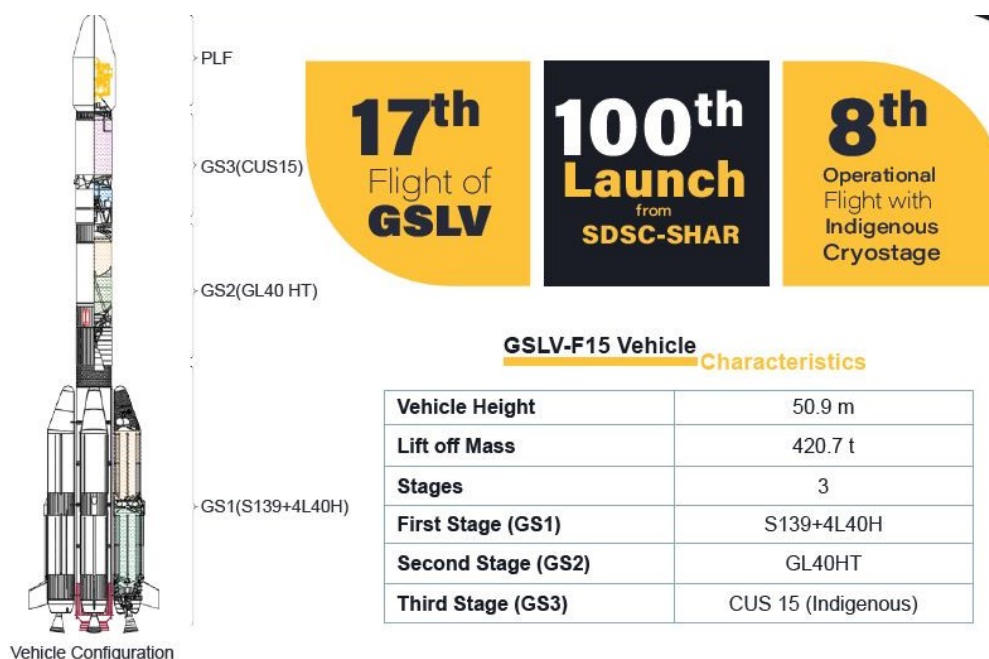 PLF
GS3(CUS15)
GS2(GL40 HT)
GS1(S139+4L40H)
Vehicle Configuration
17th
Flight of
GSLV
100th
Launch
from
SDSC-SHAR
8th
Operational
Flight with
Indigenous
Cryostage
GSLV-F15 Vehicle
Characteristics
Vehicle Height 50.9 m
Lift off Mass 420.7 t
Stages 3
First Stage (GS1) S139+4L40H
Second Stage (GS2) GL40HT
Third Stage (GS3) CUS 15 (Indigenous)